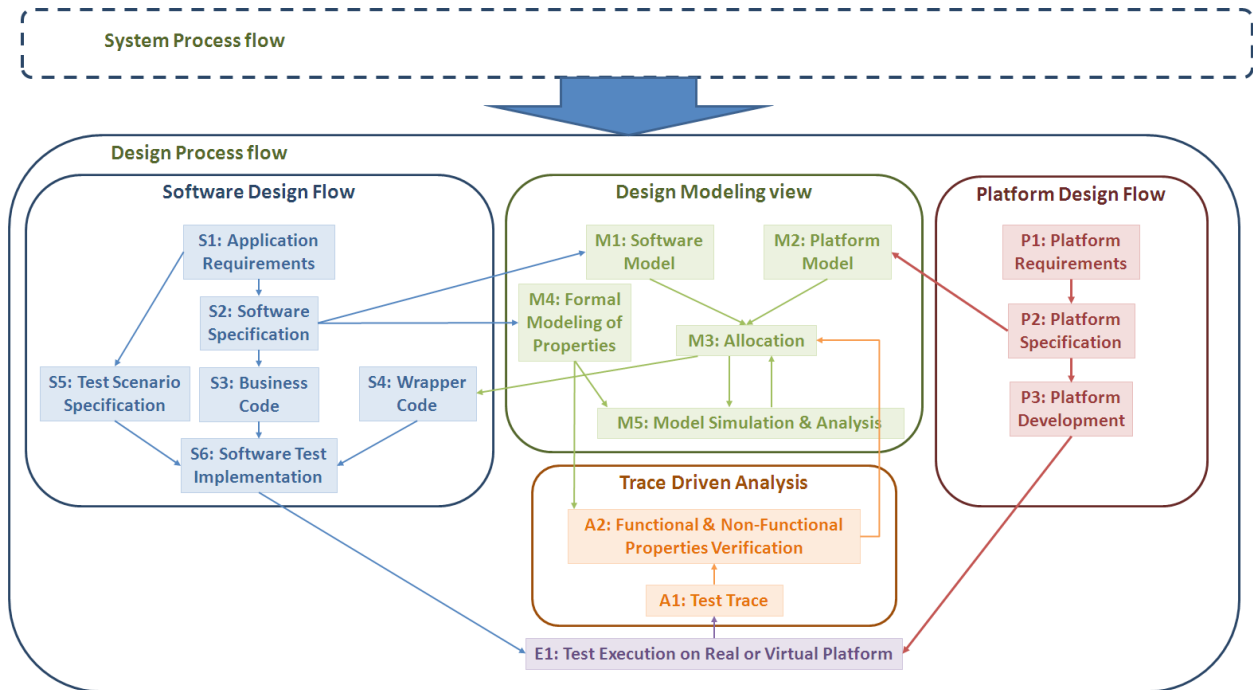 System Process flow
Design Process flow
Software Design Flow
S1: Application
Requirements
S2: Software
Specification
S5: Test Scenario
Specification
S3: Business
Code
S4: Wrapper
Code
S6: Software Test
Implementation
Design Modeling view
M1: Software
Model
M2: Platform
Model
M4: Formal
Modeling of
Properties
M3: Allocation
M5: Model Simulation & Analysis
Platform Design Flow
P1: Platform
Requirements
P2: Platform
Specification
P3: Platform
Development
Trace Driven Analysis
A2: Functional & Non-Functional
Properties Verification
A1: Test Trace
E1: Test Execution on Real or Virtual Platform